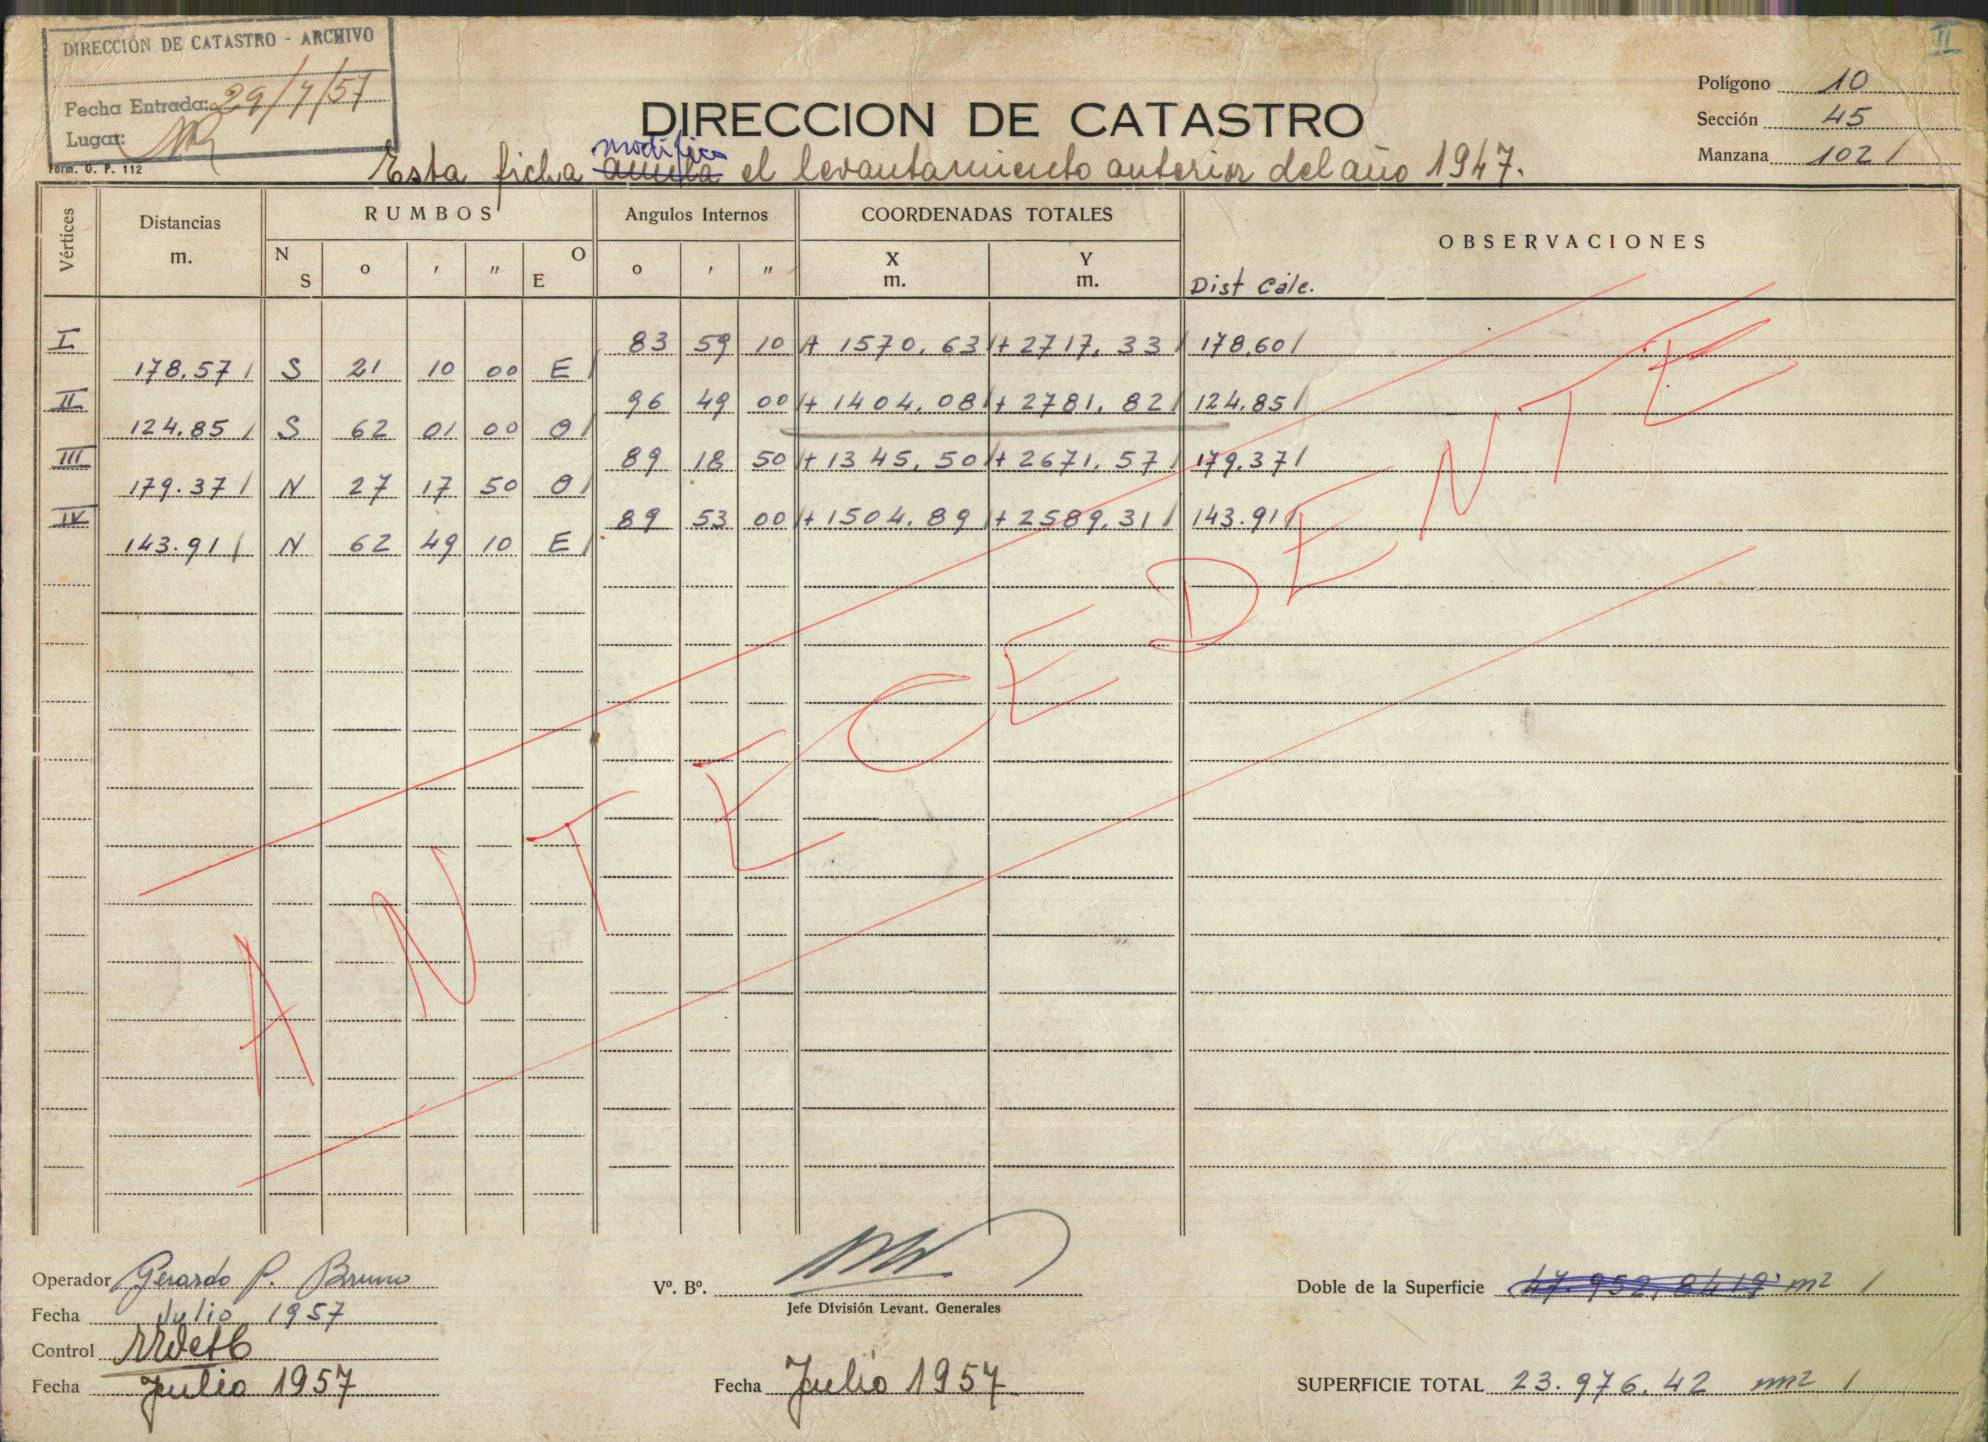 II
DIRECCIÓN DE CATASTRO - ARCHIVO
Fecha Entrada: 29/7/57
Lugar:
Form. O. P. 112
DIRECCION DE CATASTRO
Polígono 10
Sección 45
Manzana 102 /
modifica
Esta ficha anula el levantamiento anterior del año 1947.
Vértices Distancias m. RUMBOS Angulos Internos COORDENADAS TOTALES OBSERVACIONES
N S o ' " O E o ' " X m. Y m. Dist Cálc.
I 83 59 10 + 1570,63 / + 2717,33 / 178,60 /
178.57 / S 21 10 00 E /
II 96 49 00 + 1404,08 / + 2781,82 / 124,85 /
124.85 / S 62 01 00 O /
III 89 18 50 + 1345,50 / + 2671,57 / 179,37 /
179.37 / N 27 17 50 O /
IV 89 53 00 + 1504,89 / + 2589,31 / 143.91 /
143.91 / N 62 49 10 E /
ANTECEDENTE
Operador Gerardo P. Bruno
Fecha Julio 1957
Control
Fecha Julio 1957
Vº. Bº.
Jefe División Levant. Generales
Fecha Julio 1957
Doble de la Superficie 47.952,8419 m2 /
SUPERFICIE TOTAL 23.976.42 m2 /